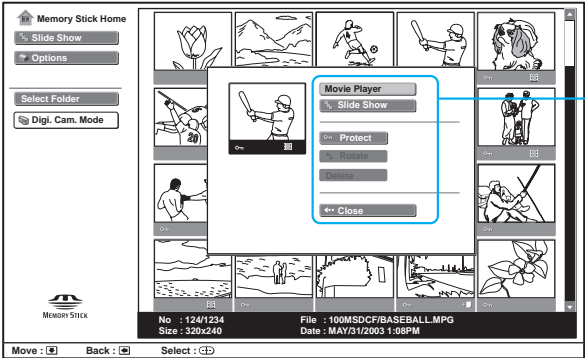 Memory Stick Home
Slide Show
Options
Select Folder
Digi. Cam. Mode
MEMORY STICK
20
Movie Player
Slide Show
Protect
Rotate
Delete
Close
No : 124/1234
Size : 320x240
File : 100MSDCF/BASEBALL.MPG
Date : MAY/31/2003 1:08PM
Move : Back : Select :